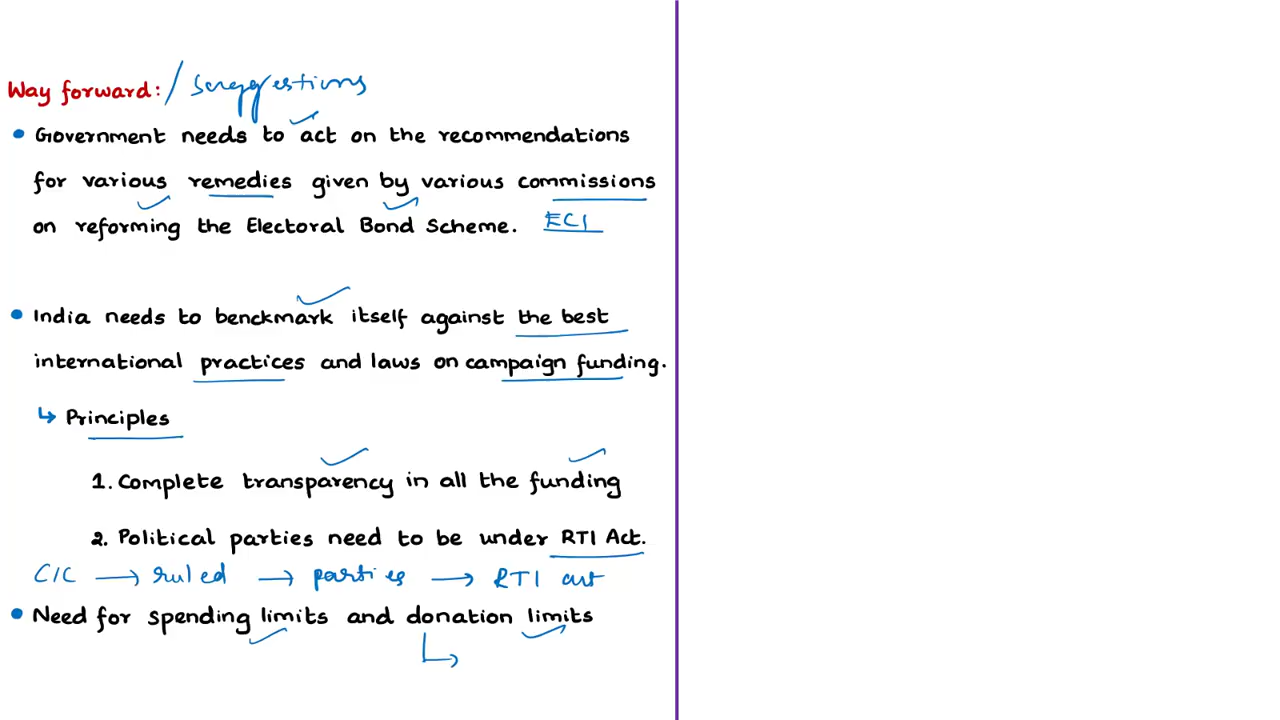 Way forward: / Suggestions
• Government needs to act on the recommendations
for various remedies given by various commissions
on reforming the Electoral Bond Scheme. ECI
• India needs to benckmark itself against the best
international practices and laws on campaign funding.
↳ Principles
1. Complete transparency in all the funding
2. Political parties need to be under RTI Act.
CIC → ruled → parties → RTI act
• Need for spending limits and donation limits